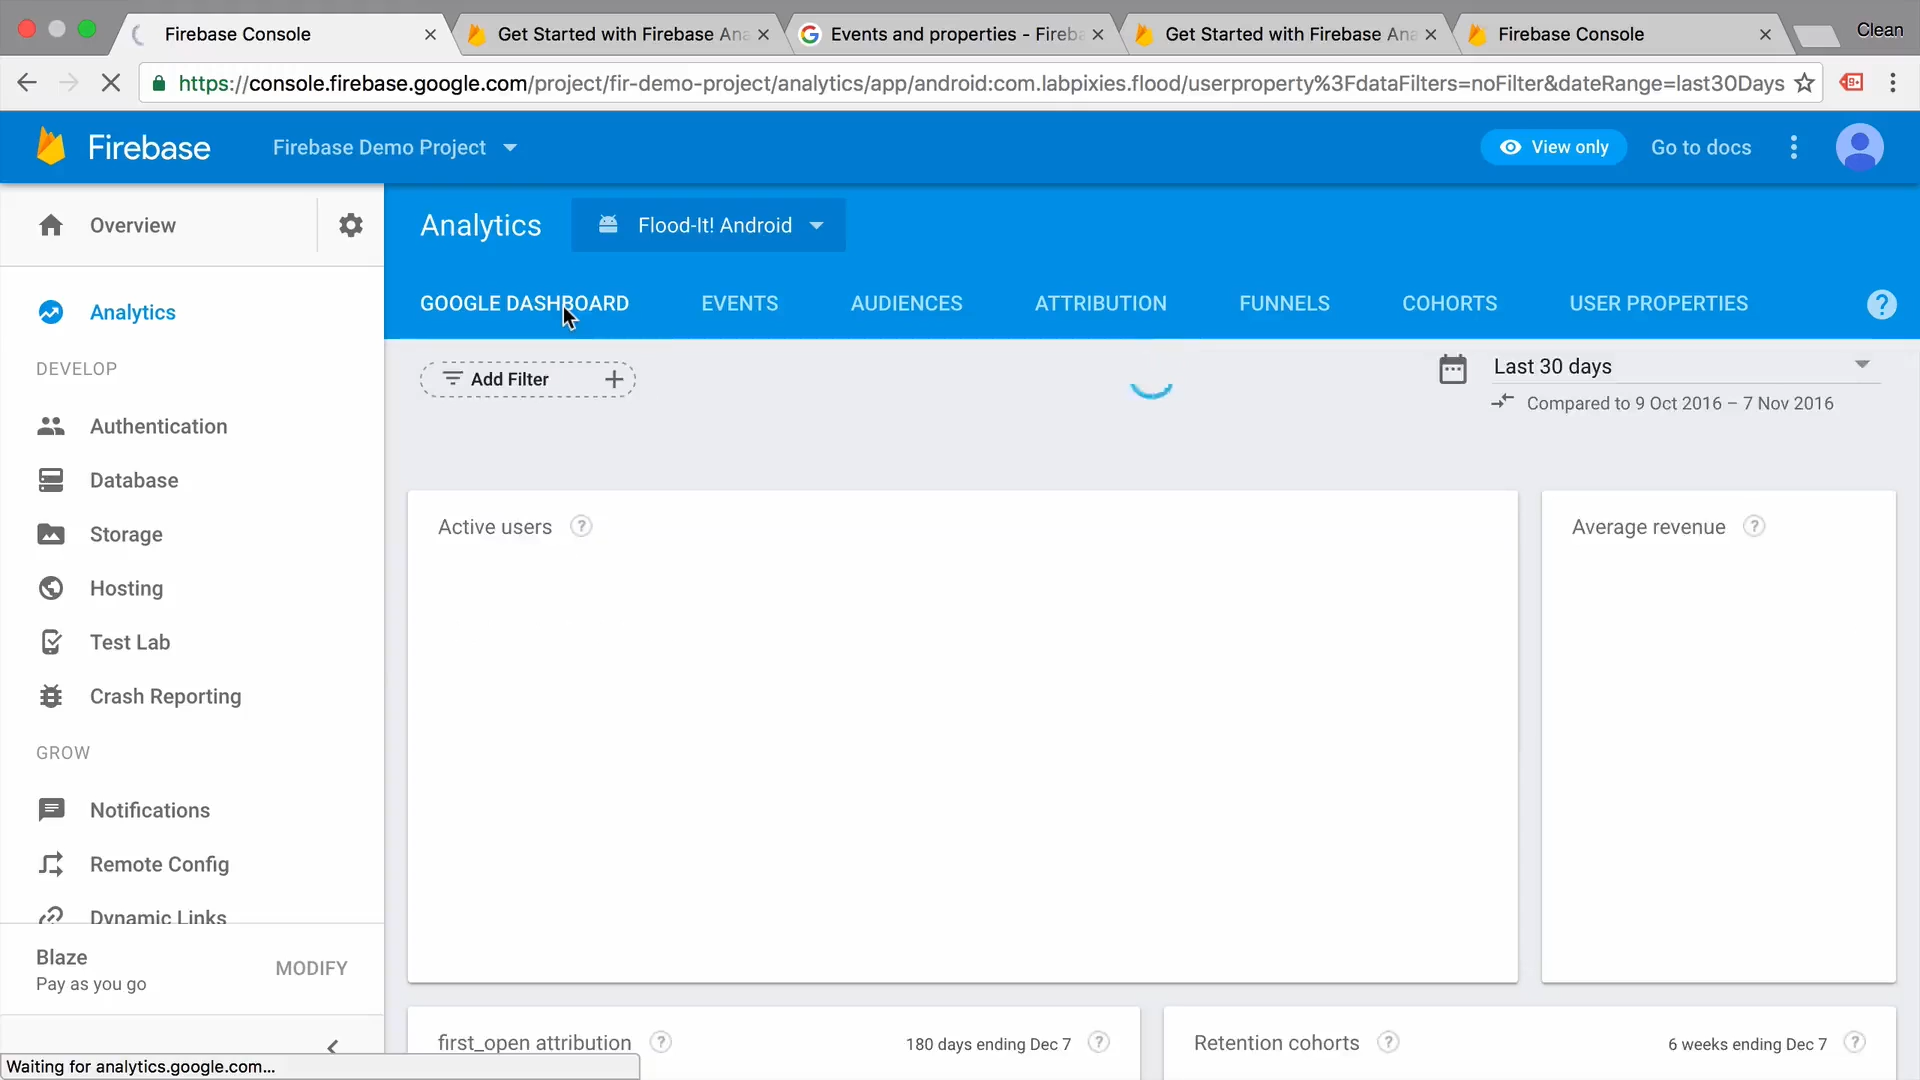 Firebase Console
Get Started with Firebase Ana
Events and properties - Fireba
Get Started with Firebase Ana
Firebase Console
Clean
https://console.firebase.google.com/project/fir-demo-project/analytics/app/android:com.labpixies.flood/userproperty%3FdataFilters=noFilter&dateRange=last30Days
Firebase
Firebase Demo Project
View only
Go to docs
Overview
Analytics
Flood-It! Android
GOOGLE DASHBOARD
EVENTS
AUDIENCES
ATTRIBUTION
FUNNELS
COHORTS
USER PROPERTIES
?
Analytics
DEVELOP
Authentication
Database
Storage
Hosting
Test Lab
Crash Reporting
GROW
Notifications
Remote Config
Dynamic Links
Blaze
Pay as you go
MODIFY
Add Filter
Last 30 days
Compared to 9 Oct 2016 – 7 Nov 2016
Active users ?
Average revenue ?
first_open attribution ?
180 days ending Dec 7 ?
Retention cohorts ?
6 weeks ending Dec 7 ?
Waiting for analytics.google.com...